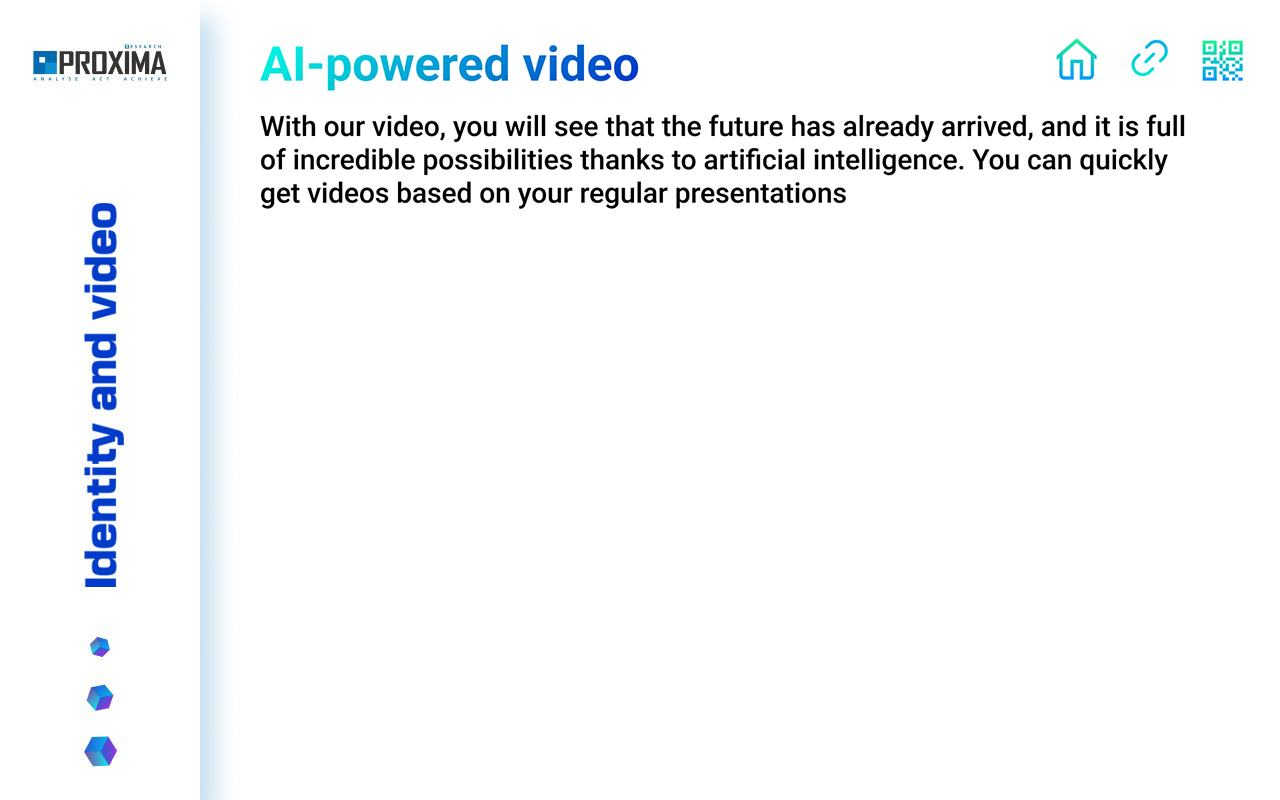 RESEARCH
PROXIMA
ANALYSE ACT ACHIEVE
Identity and video
AI-powered video
With our video, you will see that the future has already arrived, and it is full
of incredible possibilities thanks to artificial intelligence. You can quickly
get videos based on your regular presentations